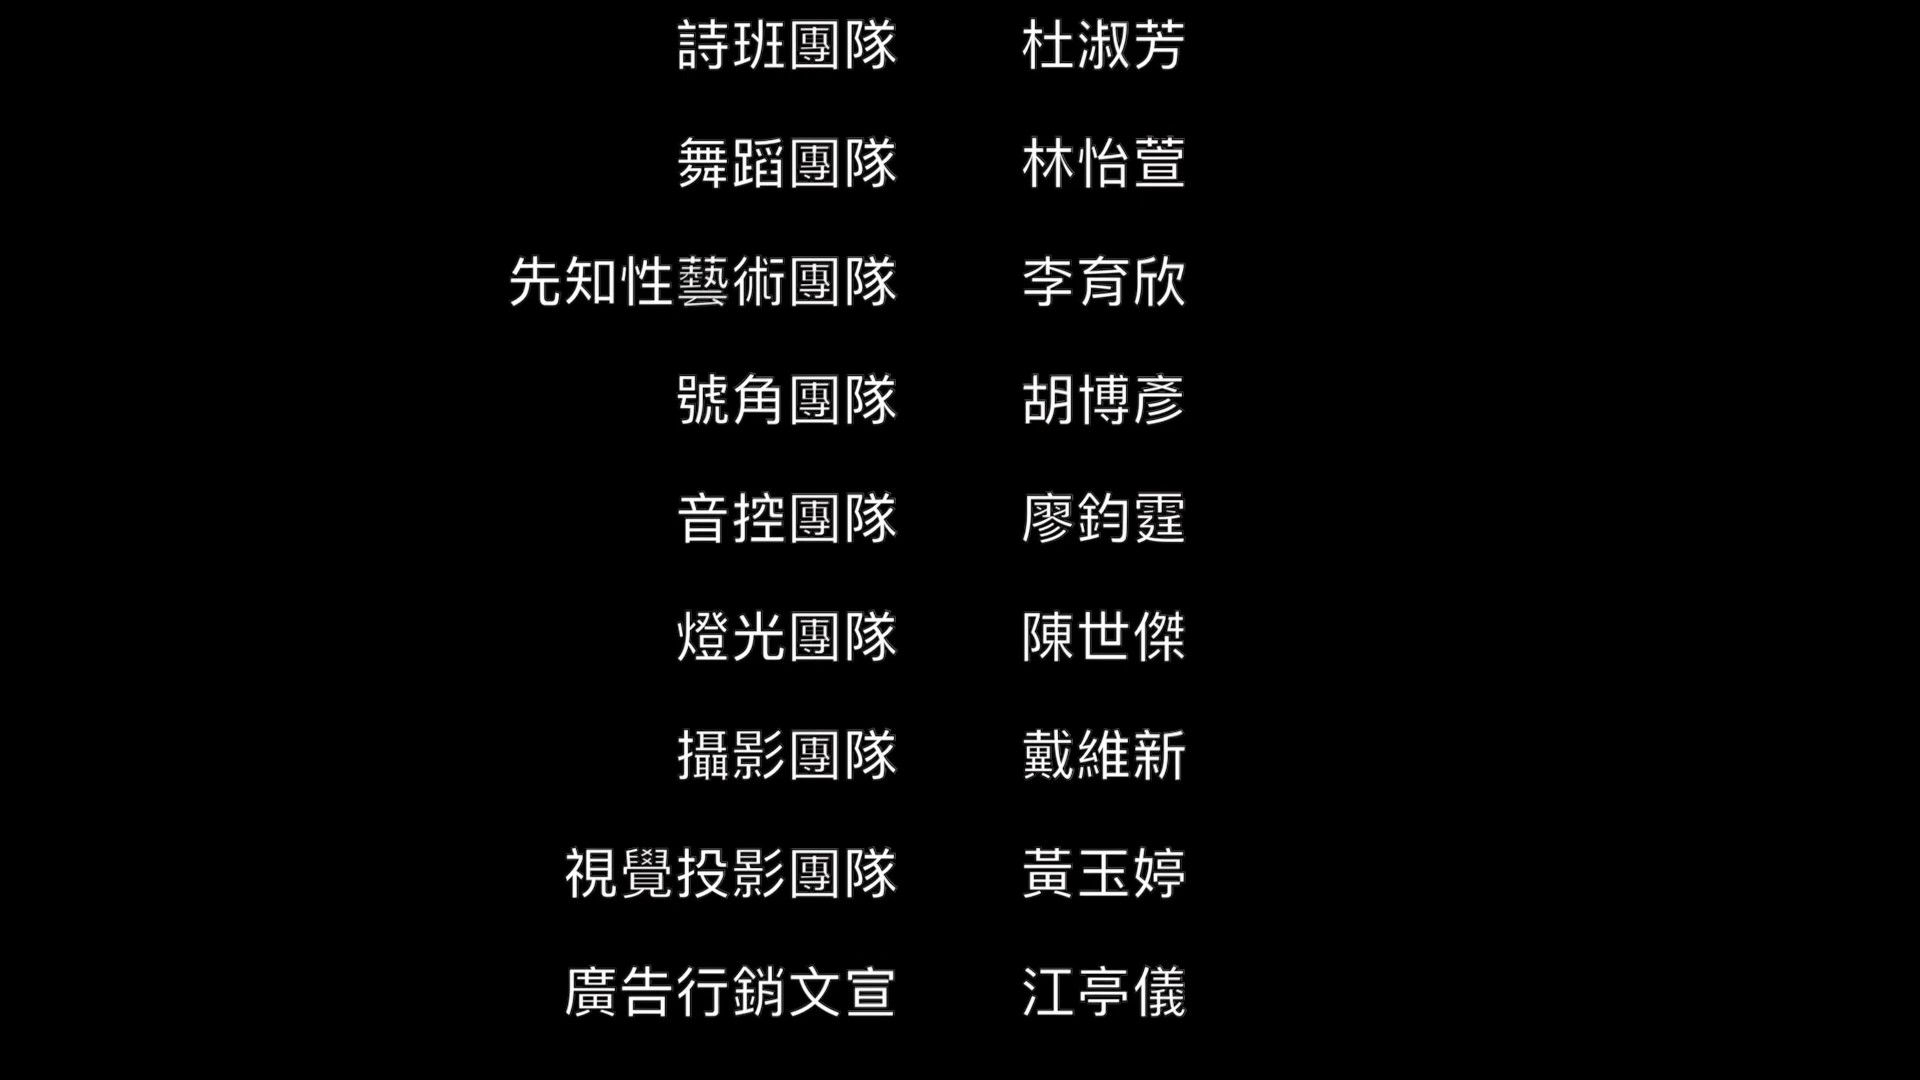 詩班團隊 杜淑芳
舞蹈團隊 林怡萱
先知性藝術團隊 李育欣
號角團隊 胡博彥
音控團隊 廖鈞霆
燈光團隊 陳世傑
攝影團隊 戴維新
視覺投影團隊 黃玉婷
廣告行銷文宣 江亭儀